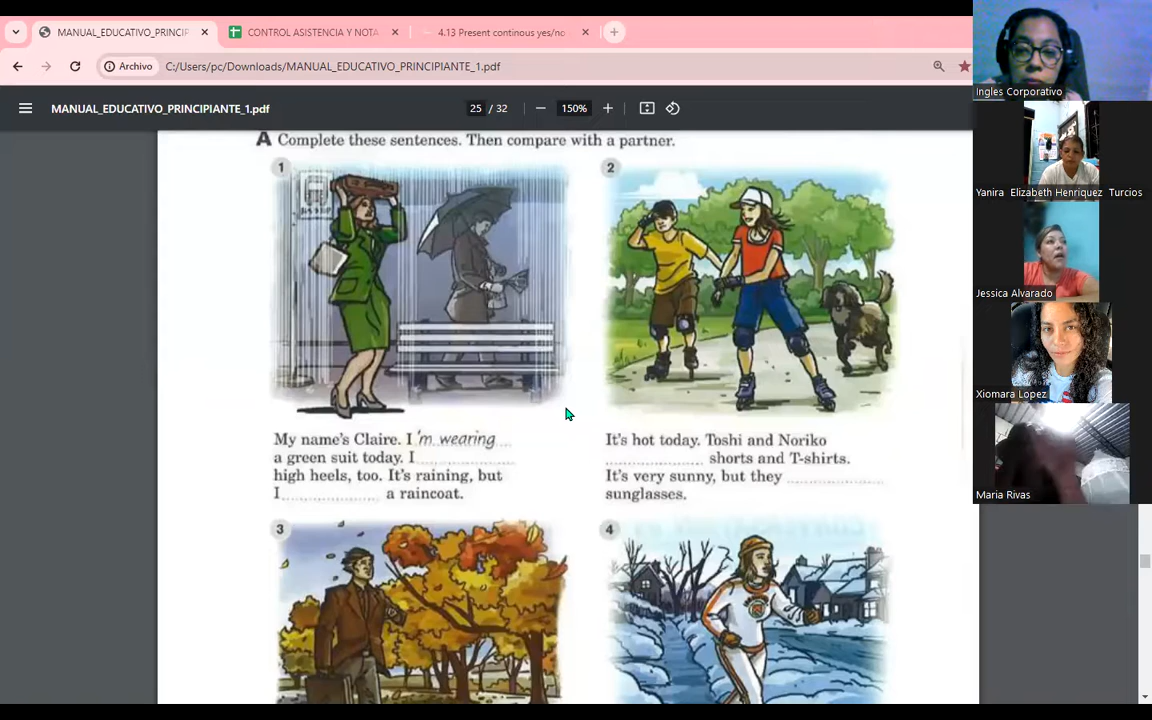 MANUAL_EDUCATIVO_PRINCIP
CONTROL ASISTENCIA Y NOTA
4.13 Present continous yes/no
Archivo
C:/Users/pc/Downloads/MANUAL_EDUCATIVO_PRINCIPIANTE_1.pdf
MANUAL_EDUCATIVO_PRINCIPIANTE_1.pdf
25 / 32
150%
A Complete these sentences. Then compare with a partner.
1
2
My name's Claire. I 'm wearing
a green suit today. I
high heels, too. It's raining, but
I a raincoat.
It's hot today. Toshi and Noriko
shorts and T-shirts.
It's very sunny, but they
sunglasses.
3
4
Ingles Corporativo
Yanira Elizabeth Henriquez Turcios
Jessica Alvarado
Xiomara Lopez
Maria Rivas